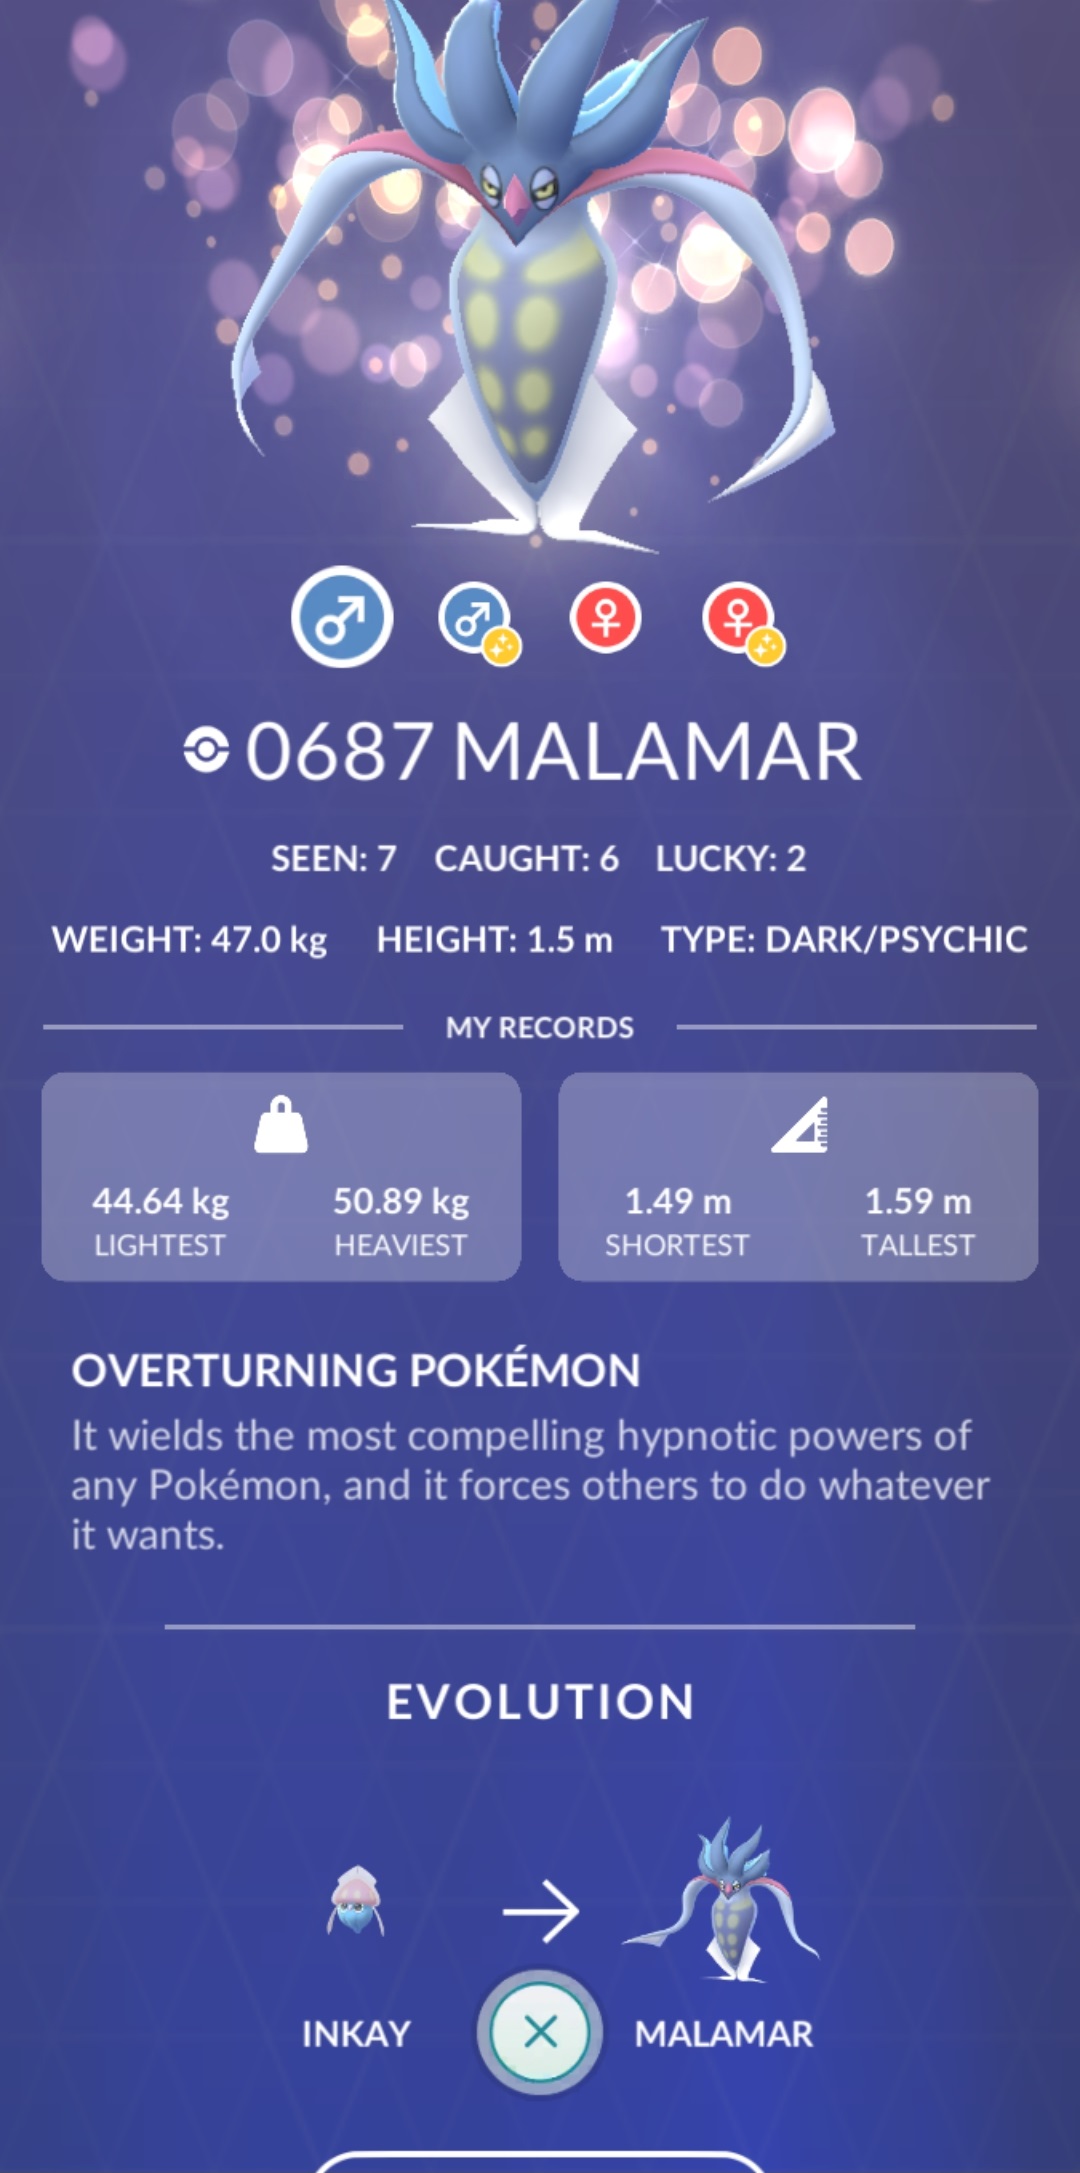 0687 MALAMAR
SEEN: 7 CAUGHT: 6 LUCKY: 2
WEIGHT: 47.0 kg HEIGHT: 1.5 m TYPE: DARK/PSYCHIC
MY RECORDS
44.64 kg 50.89 kg 1.49 m 1.59 m
LIGHTEST HEAVIEST SHORTEST TALLEST
OVERTURNING POKÉMON
It wields the most compelling hypnotic powers of
any Pokémon, and it forces others to do whatever
it wants.
EVOLUTION
INKAY MALAMAR